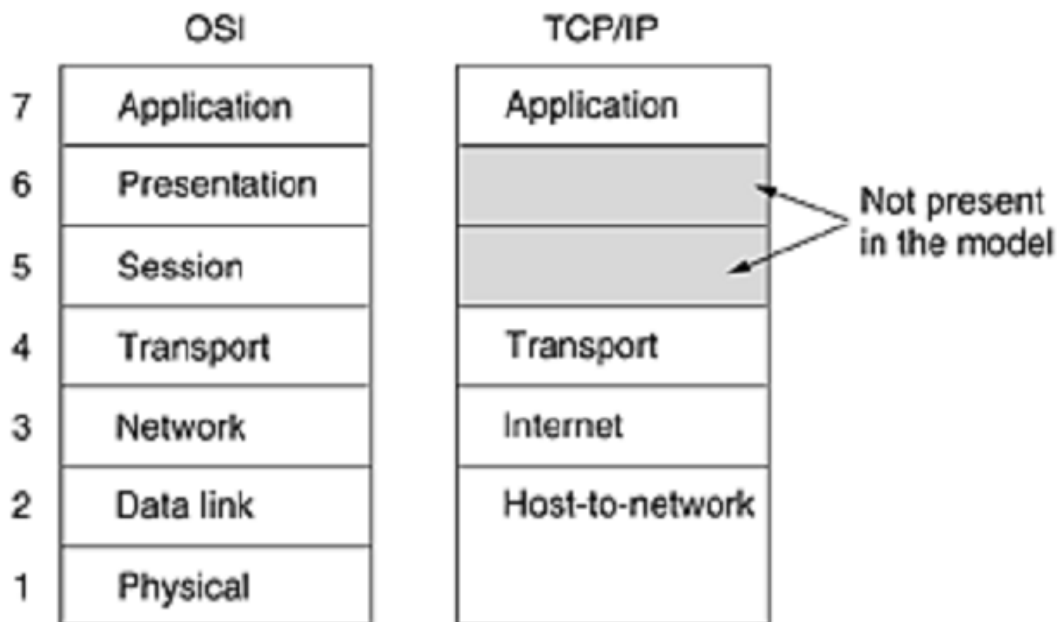 OSI
TCP/IP
7
Application
Application
6
Presentation
Not present
in the model
5
Session
4
Transport
Transport
3
Network
Internet
2
Data link
Host-to-network
1
Physical